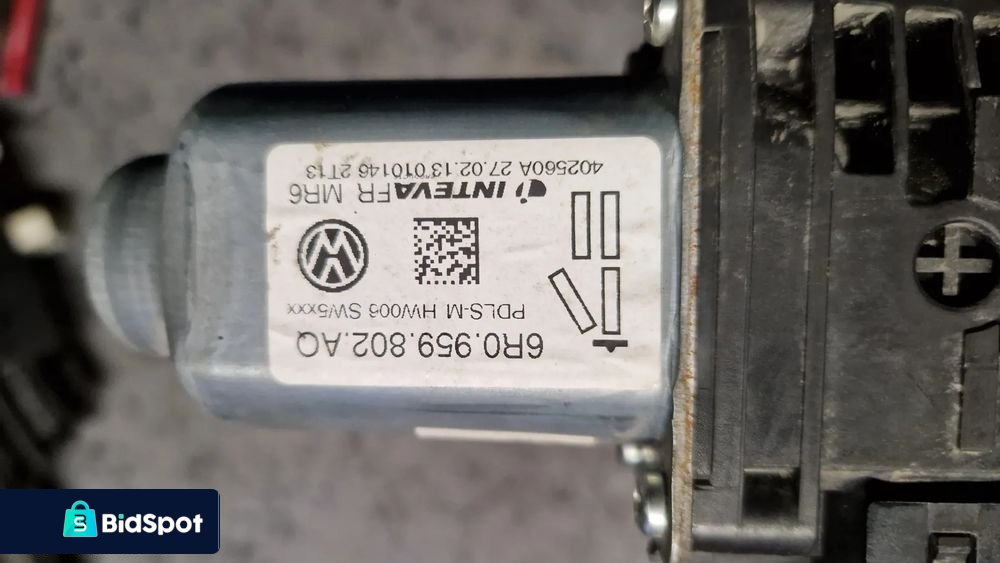 6R0.959.802.AQ
PDLS-M HW006 SW5xxx
FR MR6
INTEVA
402560A 27.02.13 010146 2T13
BidSpot